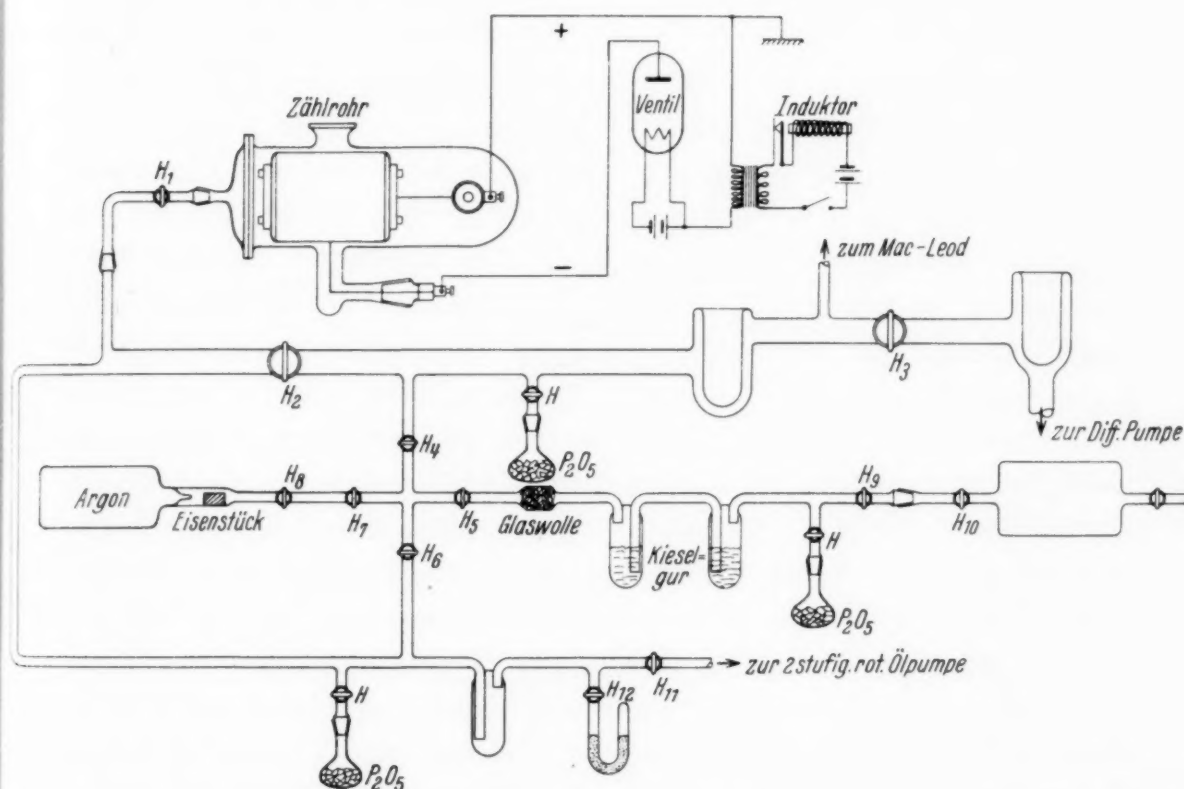 +
Zählrohr
Ventil
Induktor
H₁
−
zum Mac-Leod
H₂
H
H₃
H₄
P₂O₅
zur Diff. Pumpe
Argon
H₈
Eisenstück
H₇
H₅
Glaswolle
H₉
H₁₀
H₆
Kiesel=
gur
H
P₂O₅
zur 2stufig. rot. Ölpumpe
H
H₁₂
H₁₁
P₂O₅